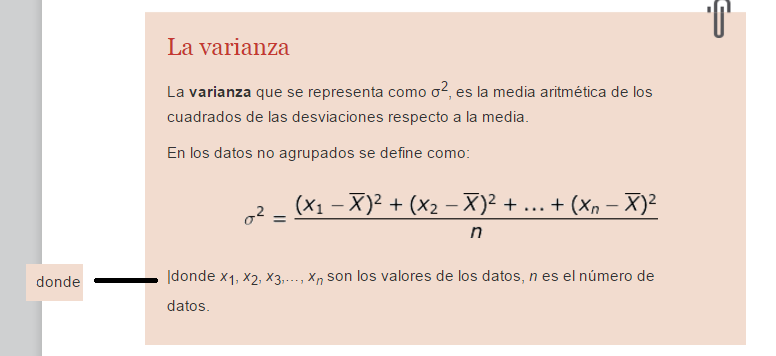 La varianza
La varianza que se representa como σ², es la media aritmética de los
cuadrados de las desviaciones respecto a la media.
En los datos no agrupados se define como:
σ² = (x₁ − X̅)² + (x₂ − X̅)² + ... + (xₙ − X̅)² / n
donde
|donde x₁, x₂, x₃,..., xₙ son los valores de los datos, n es el número de
datos.